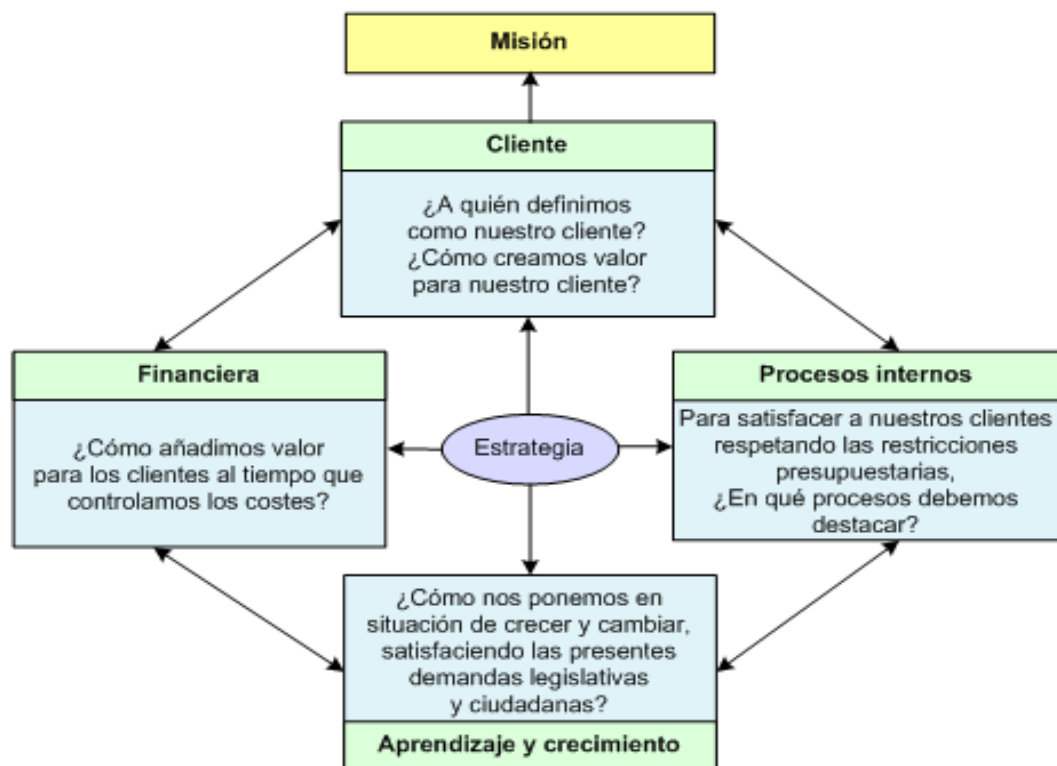 Misión
Cliente
¿A quién definimos
como nuestro cliente?
¿Cómo creamos valor
para nuestro cliente?
Financiera
¿Cómo añadimos valor
para los clientes al tiempo que
controlamos los costes?
Estrategia
Procesos internos
Para satisfacer a nuestros clientes
respetando las restricciones
presupuestarias,
¿En qué procesos debemos
destacar?
¿Cómo nos ponemos en
situación de crecer y cambiar,
satisfaciendo las presentes
demandas legislativas
y ciudadanas?
Aprendizaje y crecimiento